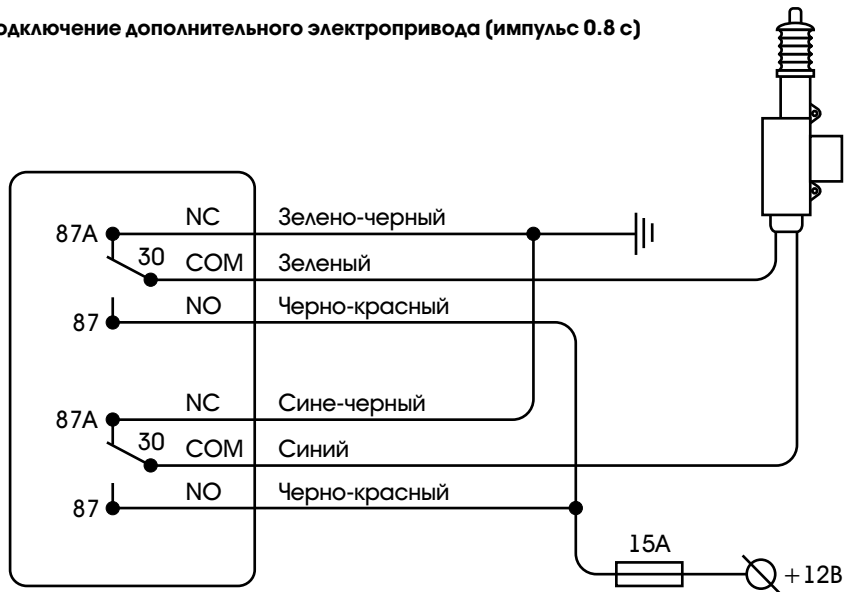 одключение дополнительного электропривода (импульс 0.8 с)
87A NC Зелено-черный
30 COM Зеленый
87 NO Черно-красный
87A NC Сине-черный
30 COM Синий
87 NO Черно-красный
15А
+12В